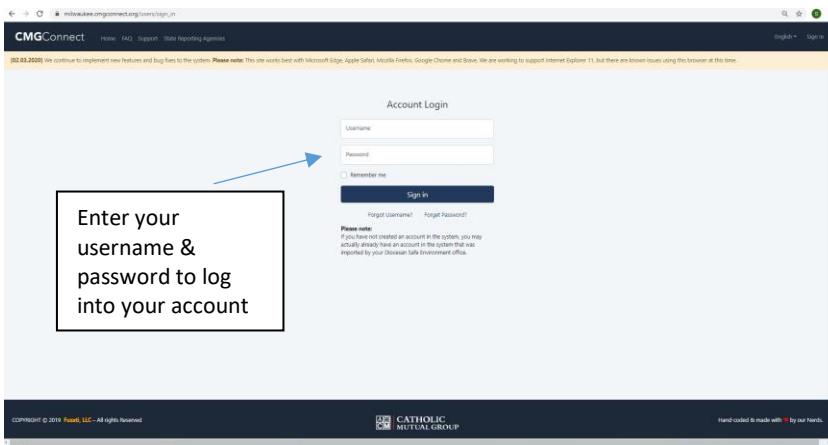 milwaukee.cmgconnect.org/users/sign_in
CMGConnect Home FAQ Support State Reporting Agencies English Sign in
[02.03.2020] We continue to implement new features and bug fixes to the system. Please note: This site works best with Microsoft Edge, Apple Safari, Mozilla Firefox, Google Chrome and Brave. We are working to support Internet Explorer 11, but there are known issues using this browser at this time.
Account Login
Username
Password
Remember me
Sign in
Forgot Username? Forgot Password?
Please note:
If you have not created an account in the system, you may
actually already have an account in the system that was
imported by your Diocesan Safe Environment office.
Enter your
username &
password to log
into your account
COPYRIGHT © 2019 Fuanti, LLC – All rights Reserved
CM CATHOLIC
MUTUAL GROUP
Hand-coded & made with by our Nerds.